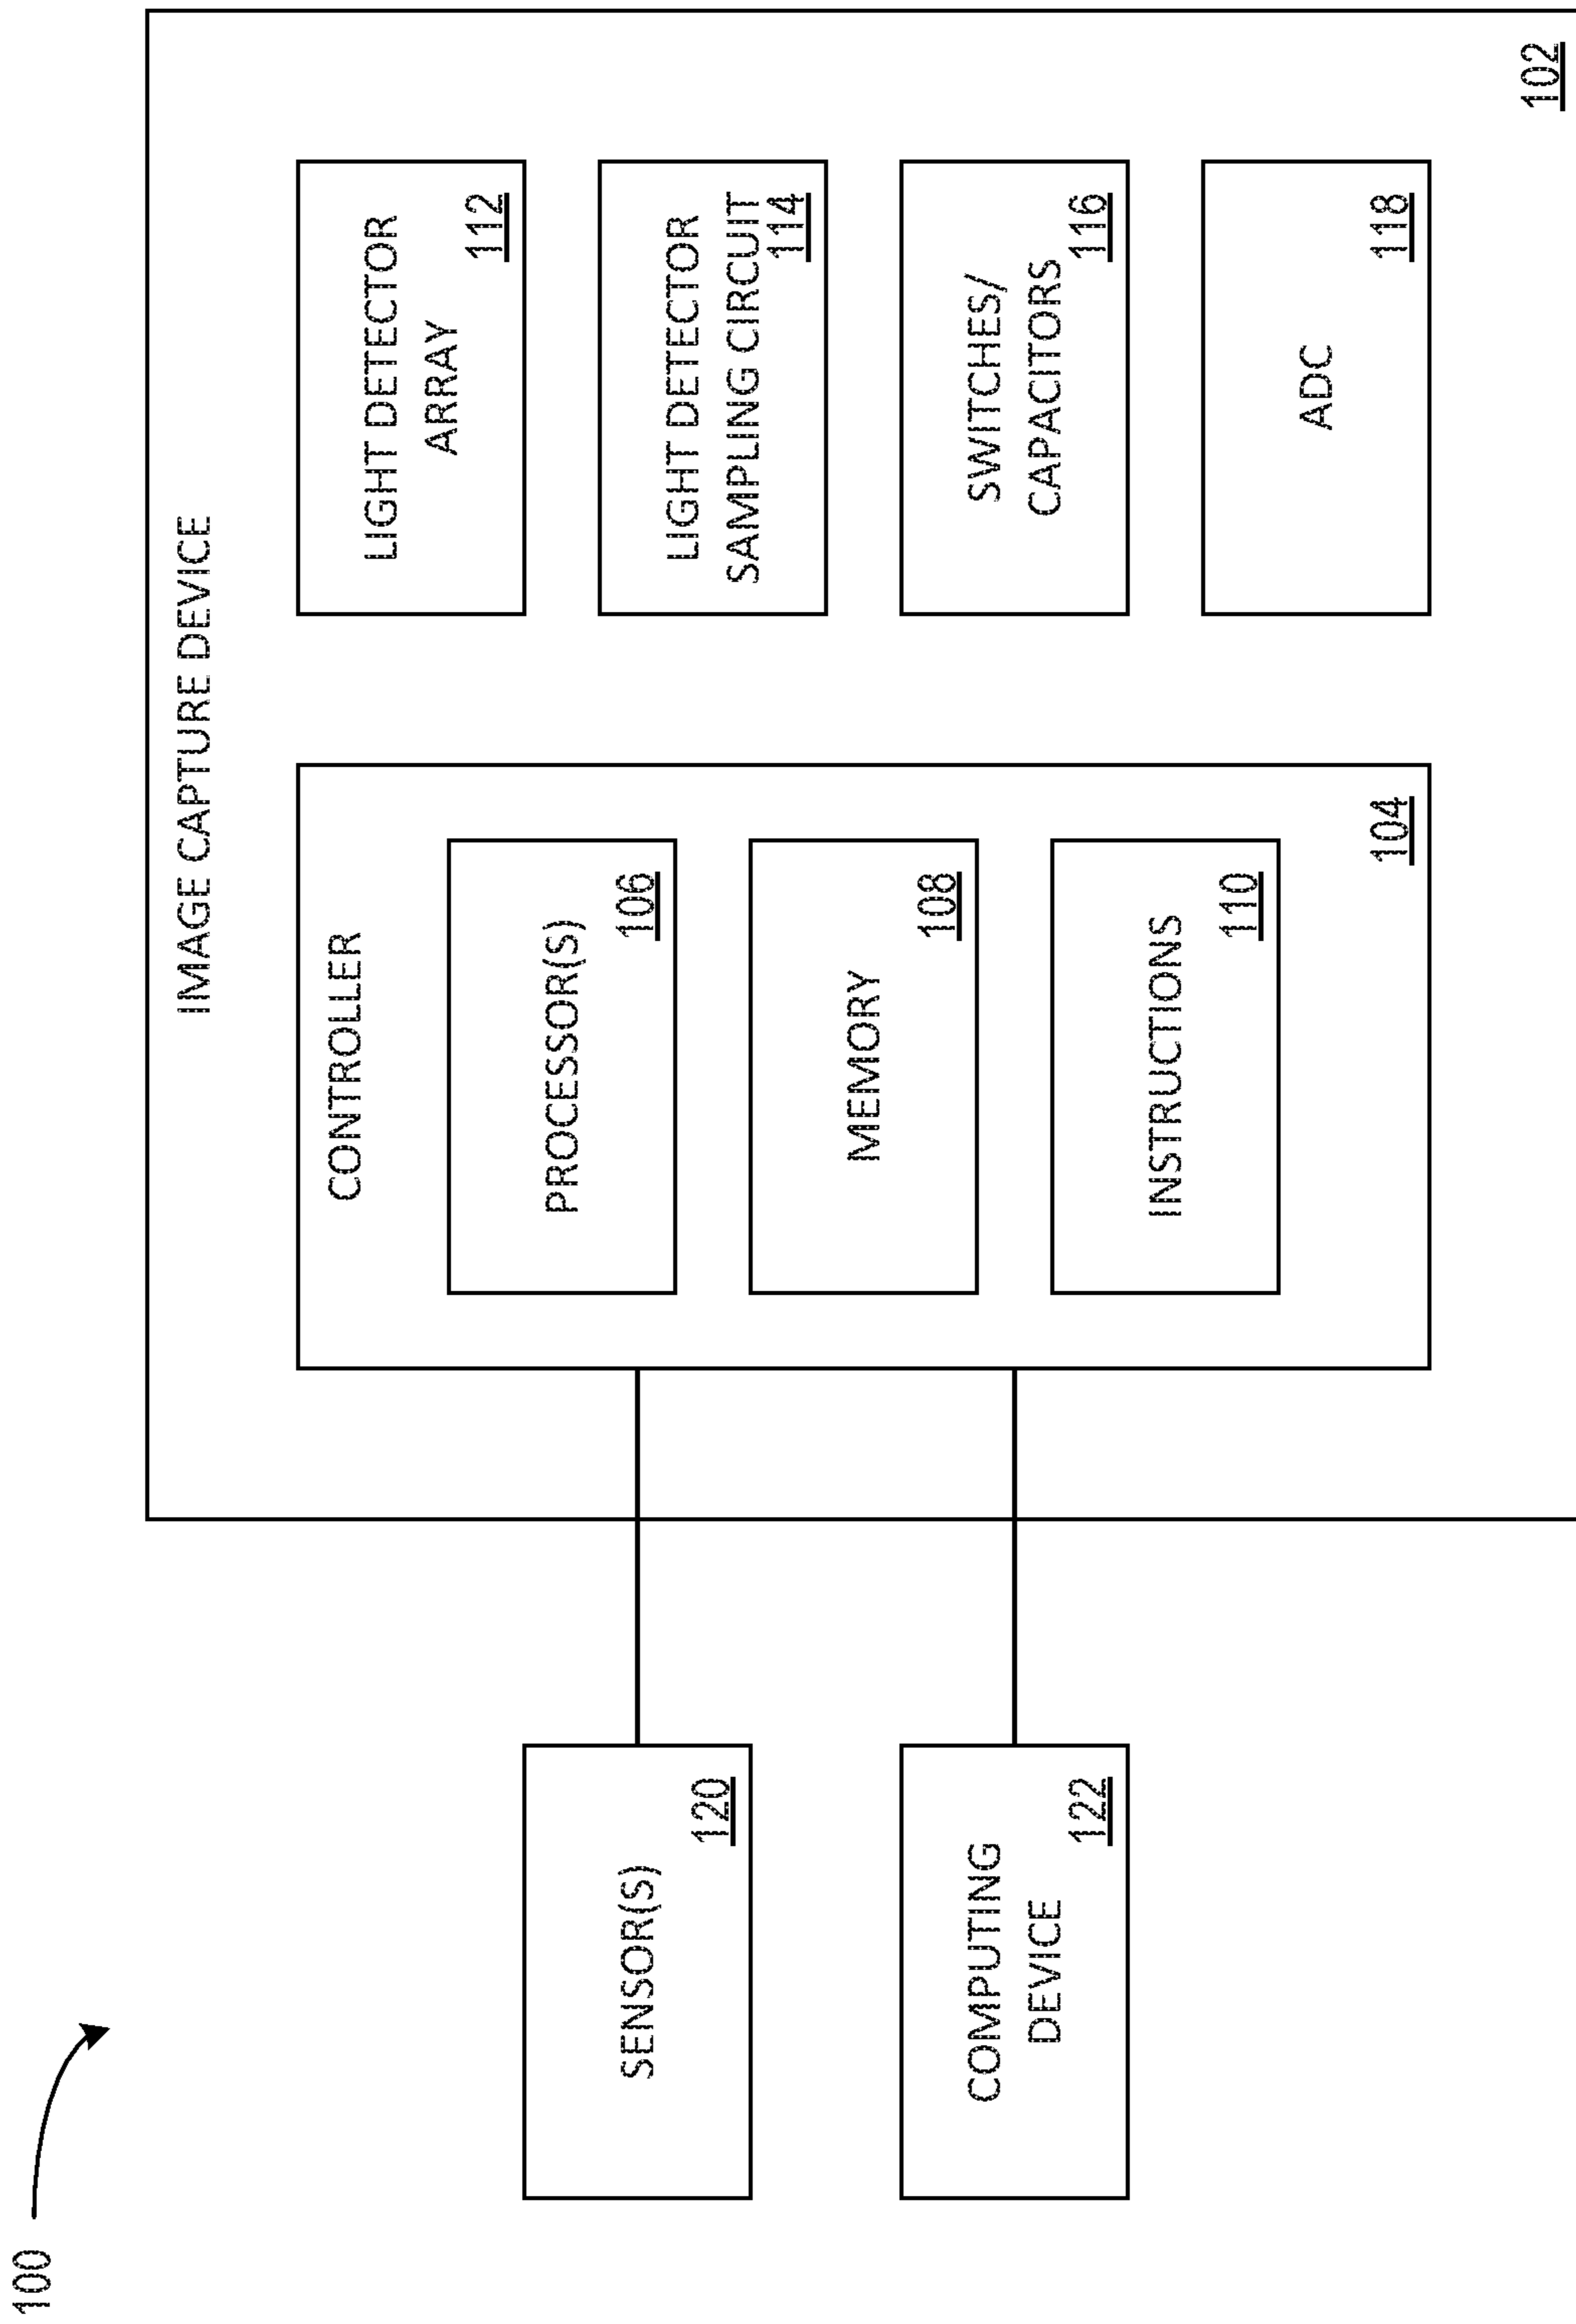 100
IMAGE CAPTURE DEVICE
CONTROLLER
PROCESSOR(S)
106
MEMORY
108
INSTRUCTIONS
110
104
LIGHT DETECTOR
ARRAY
112
LIGHT DETECTOR
SAMPLING CIRCUIT
114
SWITCHES/
CAPACITORS
116
ADC
118
102
SENSOR(S)
120
COMPUTING
DEVICE
122